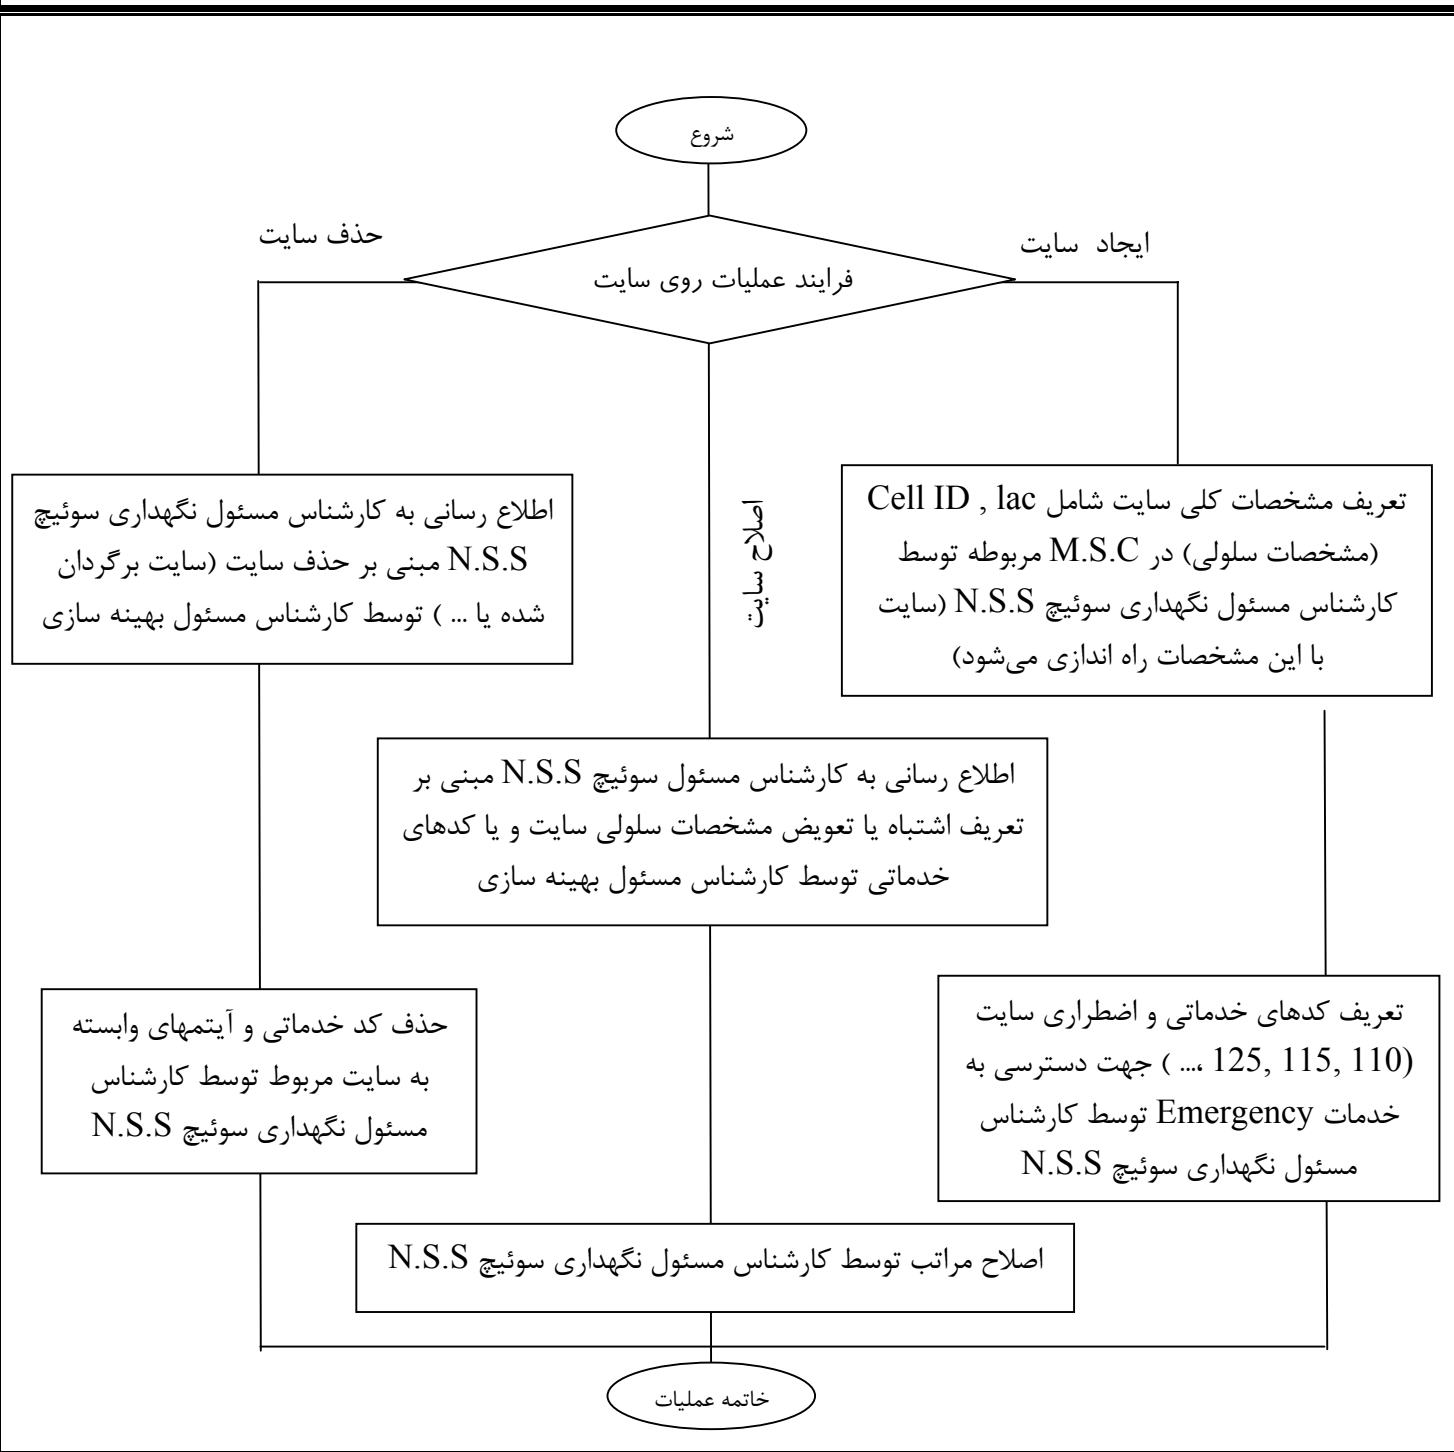 شروع
فرایند عملیات روی سایت
ایجاد سایت
حذف سایت
اصلاح سایت
تعریف مشخصات کلی سایت شامل Cell ID , lac
(مشخصات سلولی) در M.S.C مربوطه توسط
کارشناس مسئول نگهداری سوئیچ N.S.S (سایت
با این مشخصات راه اندازی می‌شود)
اطلاع رسانی به کارشناس مسئول نگهداری سوئیچ
N.S.S مبنی بر حذف سایت (سایت برگردان
شده یا ... ) توسط کارشناس مسئول بهینه سازی
اطلاع رسانی به کارشناس مسئول سوئیچ N.S.S مبنی بر
تعریف اشتباه یا تعویض مشخصات سلولی سایت و یا کدهای
خدماتی توسط کارشناس مسئول بهینه سازی
تعریف کدهای خدماتی و اضطراری سایت
(110 ,115 ,125 ،... ) جهت دسترسی به
خدمات Emergency توسط کارشناس
مسئول نگهداری سوئیچ N.S.S
حذف کد خدماتی و آیتمهای وابسته
به سایت مربوط توسط کارشناس
مسئول نگهداری سوئیچ N.S.S
اصلاح مراتب توسط کارشناس مسئول نگهداری سوئیچ N.S.S
خاتمه عملیات